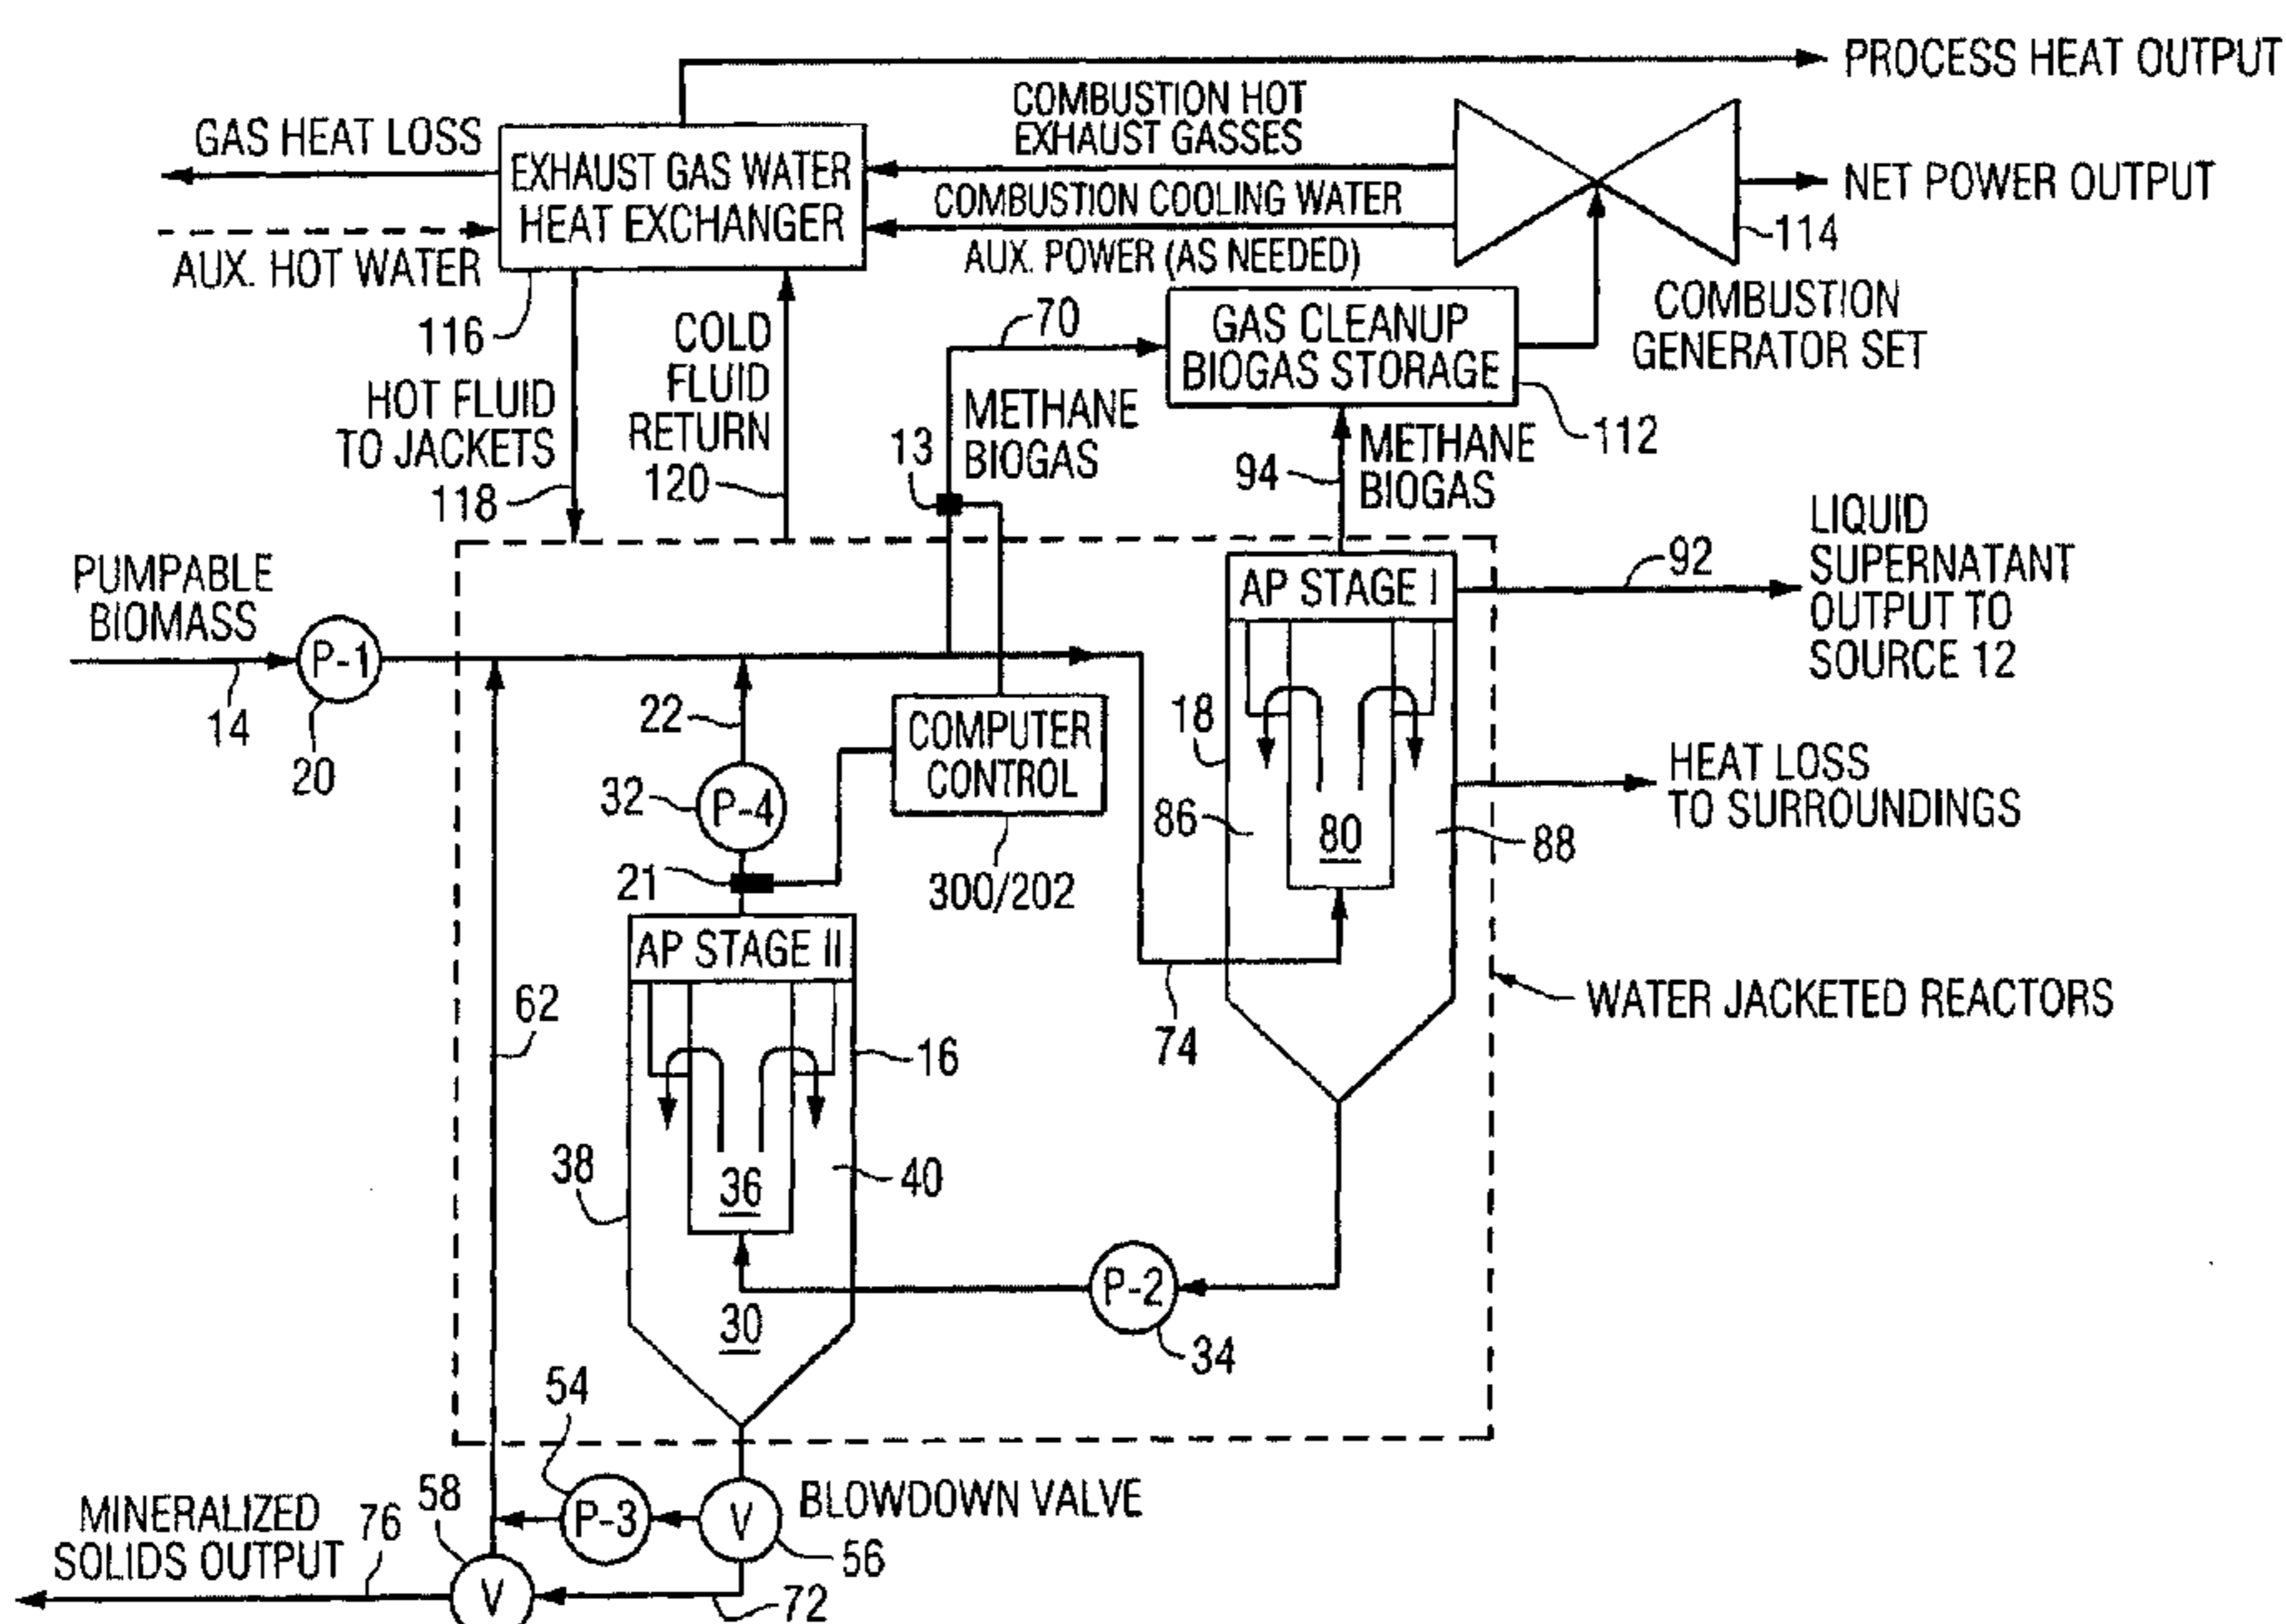 PROCESS HEAT OUTPUT
COMBUSTION HOT
EXHAUST GASSES
GAS HEAT LOSS
EXHAUST GAS WATER
HEAT EXCHANGER
NET POWER OUTPUT
COMBUSTION COOLING WATER
AUX. POWER (AS NEEDED)
114
AUX. HOT WATER
116
COLD
FLUID
RETURN
120
70
GAS CLEANUP
BIOGAS STORAGE
COMBUSTION
GENERATOR SET
HOT FLUID
TO JACKETS
118
METHANE
BIOGAS
13
112
94
METHANE
BIOGAS
LIQUID
SUPERNATANT
OUTPUT TO
SOURCE 12
92
PUMPABLE
BIOMASS
P-1
14
20
AP STAGE I
22
18
COMPUTER
CONTROL
32
P-4
HEAT LOSS
TO SURROUNDINGS
86
80
88
21
300/202
AP STAGE II
62
16
74
WATER JACKETED REACTORS
38
36
40
30
P-2
34
54
MINERALIZED
SOLIDS OUTPUT
76
58
P-3
V
BLOWDOWN VALVE
56
V
72